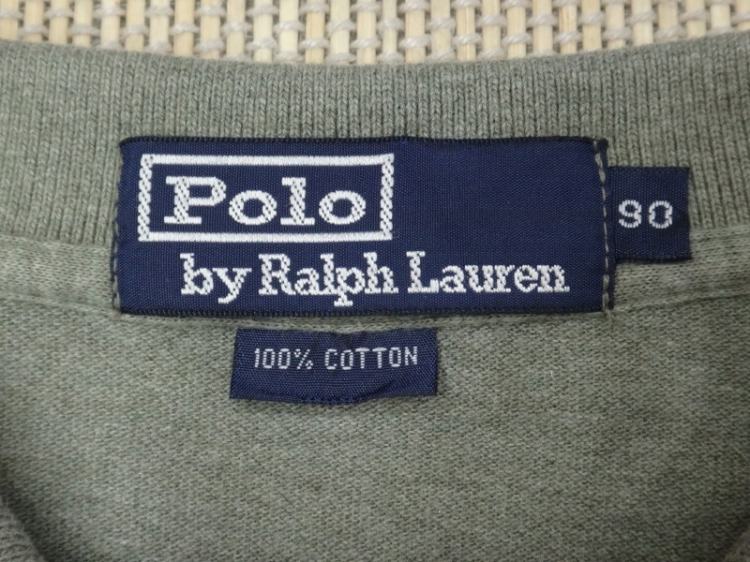 Polo
by Ralph Lauren
90
100% COTTON